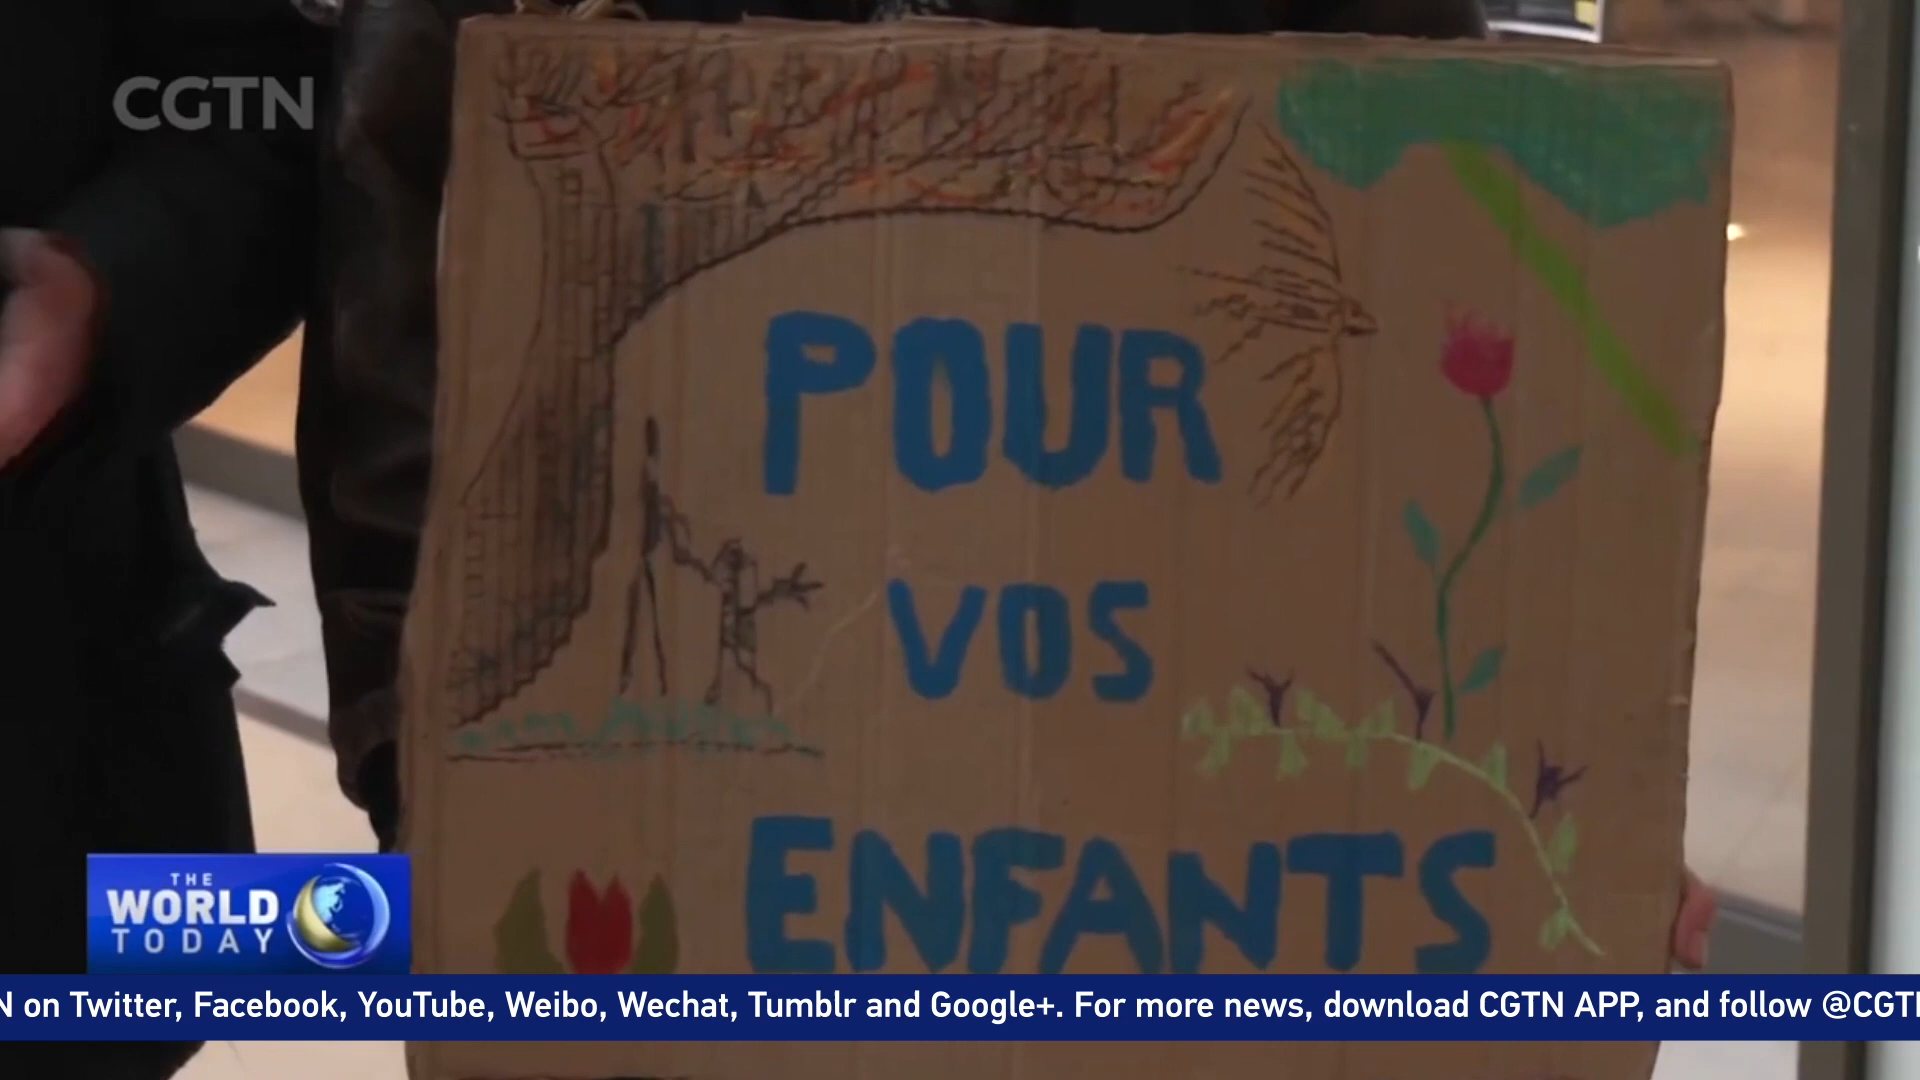 CGTN
POUR
VOS
ENFANTS
THE
WORLD
TODAY
N on Twitter, Facebook, YouTube, Weibo, Wechat, Tumblr and Google+. For more news, download CGTN APP, and follow @CGT